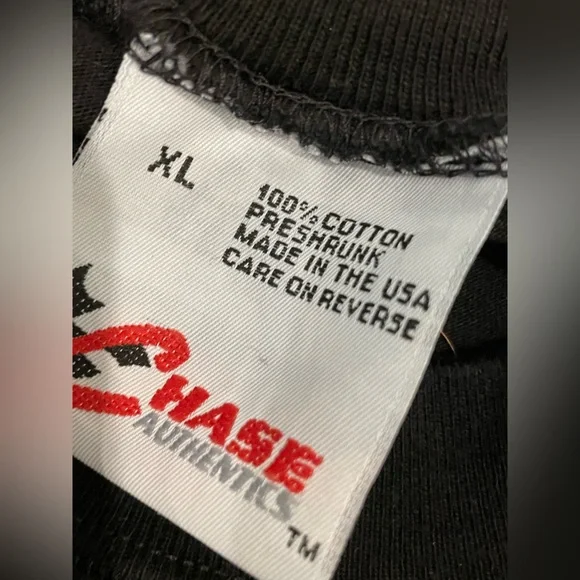 XL
100% COTTON
PRESHRUNK
MADE IN THE USA
CARE ON REVERSE
CHASE
AUTHENTICS
TM